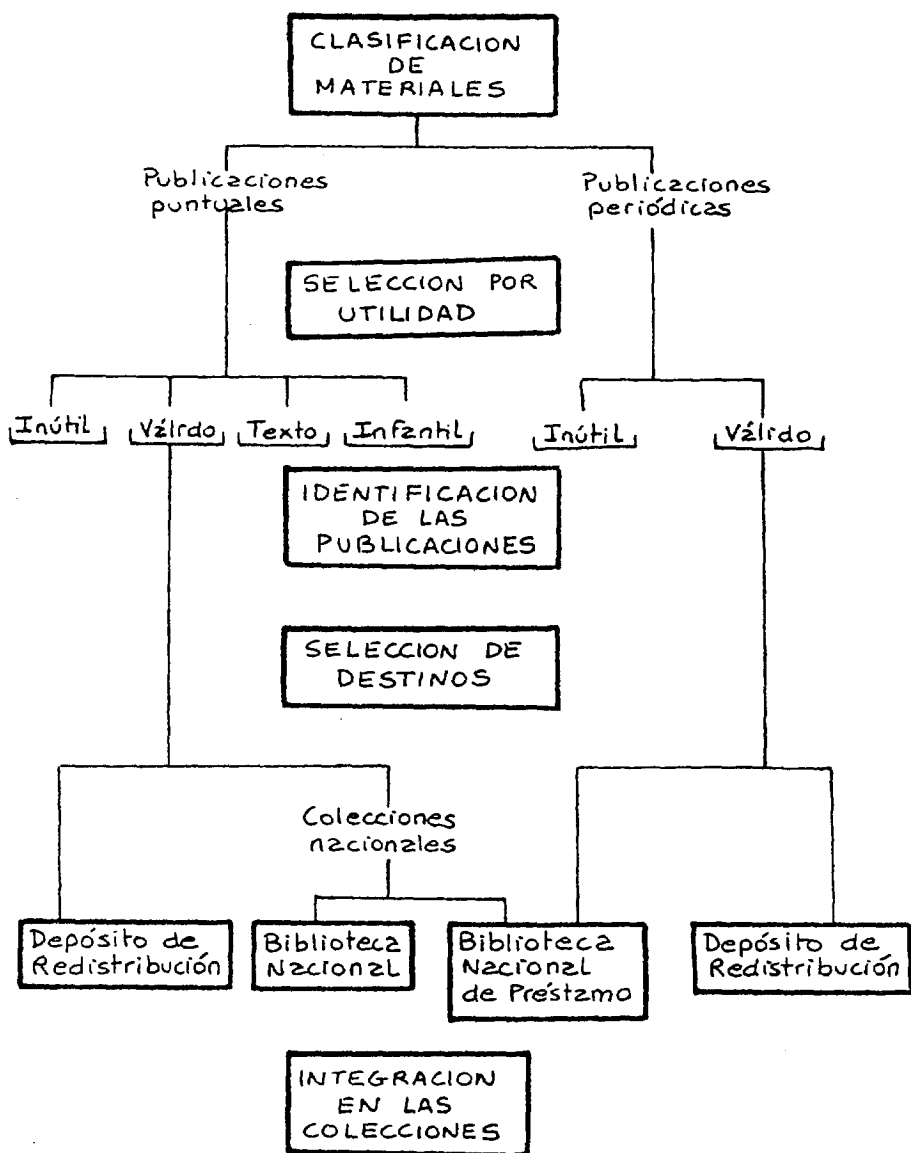 CLASIFICACION
DE
MATERIALES
Publicaciones
puntuales
Publicaciones
periódicas
SELECCION POR
UTILIDAD
Inútil Válido Texto Infantil Inútil Válido
IDENTIFICACION
DE LAS
PUBLICACIONES
SELECCION DE
DESTINOS
Colecciones
nacionales
Depósito de
Redistribución
Biblioteca
Nacional
Biblioteca
Nacional
de Préstamo
Depósito de
Redistribución
INTEGRACION
EN LAS
COLECCIONES